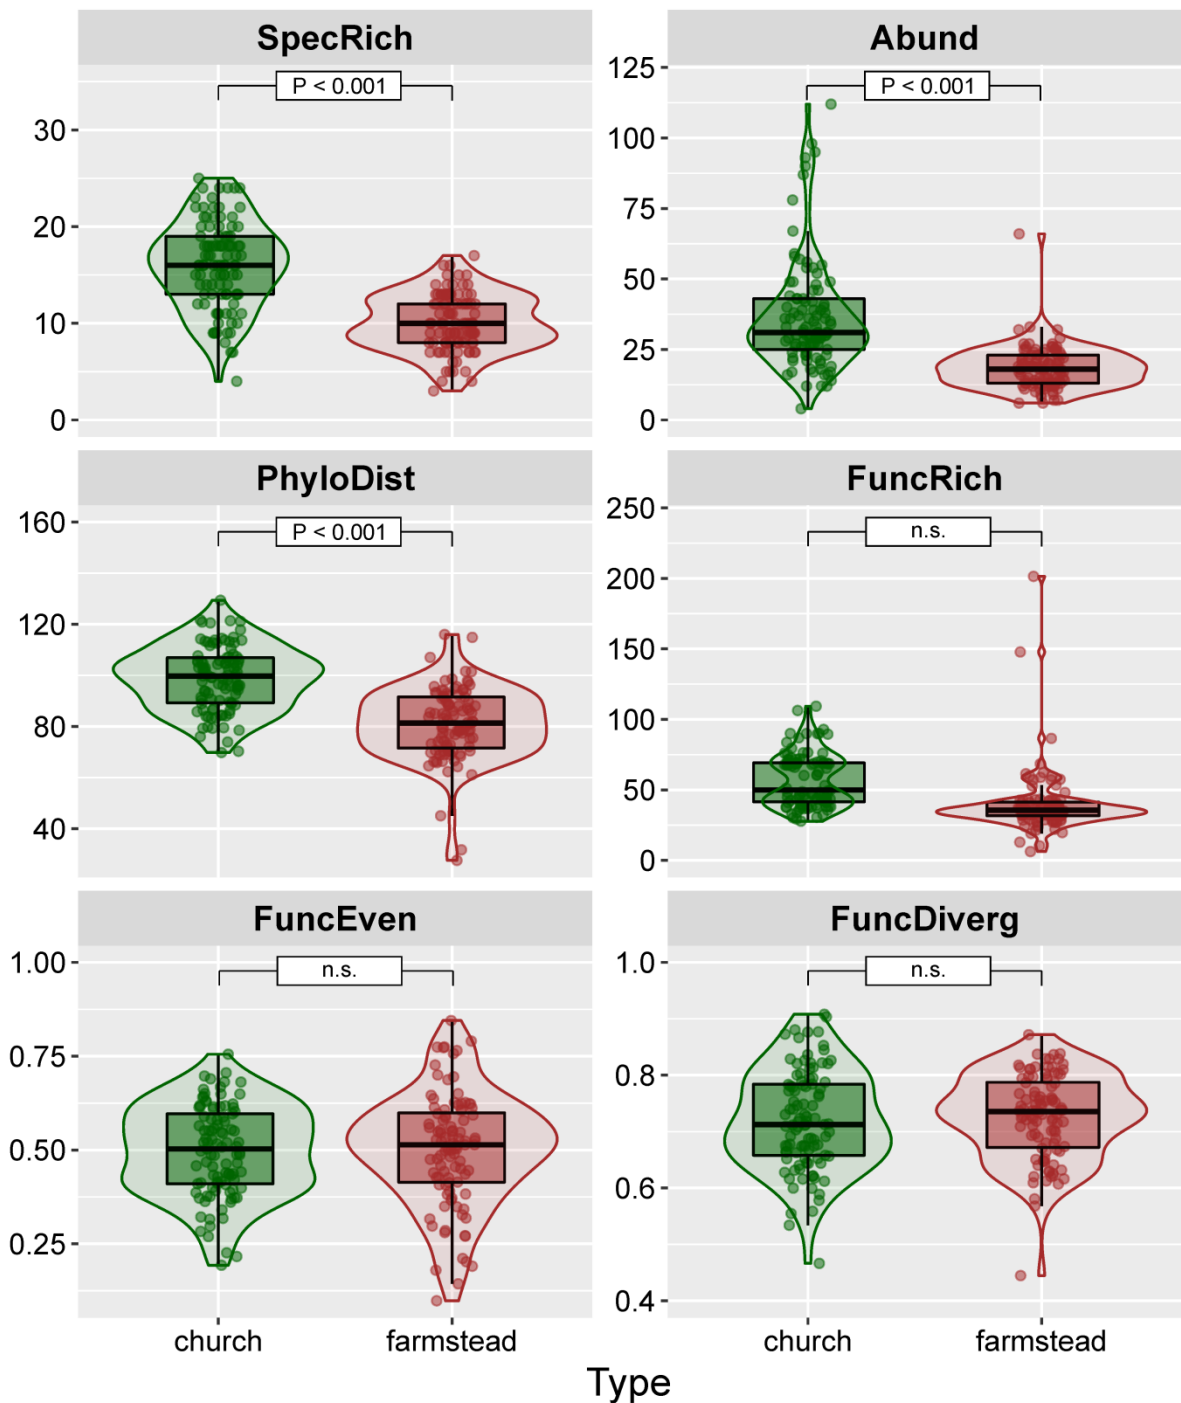 SpecRich
Abund
P < 0.001
P < 0.001
30
20
10
0
125
100
75
50
25
0
PhyloDist
FuncRich
P < 0.001
n.s.
160
120
80
40
250
200
150
100
50
0
FuncEven
FuncDiverg
n.s.
n.s.
1.00
0.75
0.50
0.25
1.0
0.8
0.6
0.4
church
farmstead
church
farmstead
Type